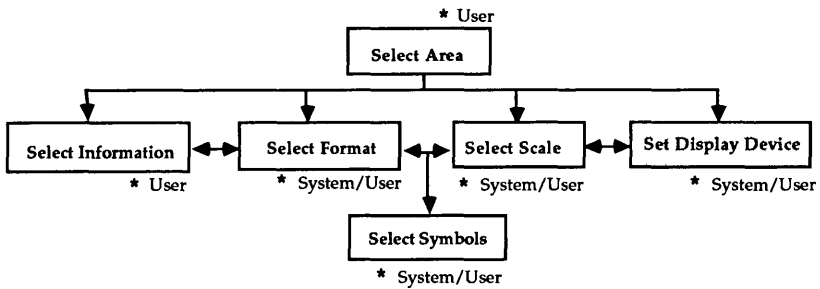 * User
Select Area
Select Information
Select Format
Select Scale
Set Display Device
* User
* System/User
* System/User
* System/User
Select Symbols
* System/User